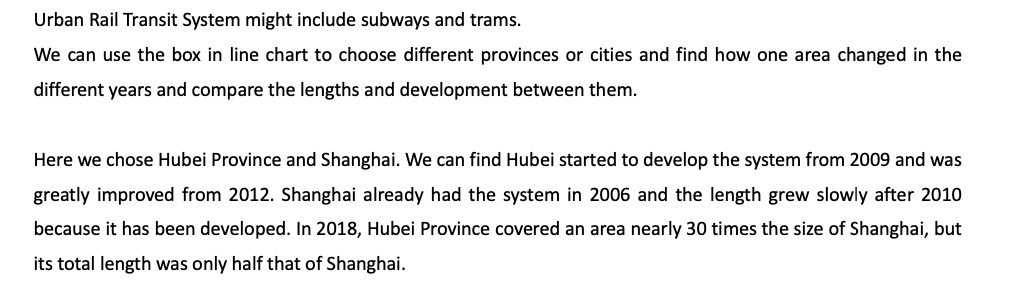 Urban Rail Transit System might include subways and trams.
We can use the box in line chart to choose different provinces or cities and find how one area changed in the
different years and compare the lengths and development between them.
Here we chose Hubei Province and Shanghai. We can find Hubei started to develop the system from 2009 and was
greatly improved from 2012. Shanghai already had the system in 2006 and the length grew slowly after 2010
because it has been developed. In 2018, Hubei Province covered an area nearly 30 times the size of Shanghai, but
its total length was only half that of Shanghai.